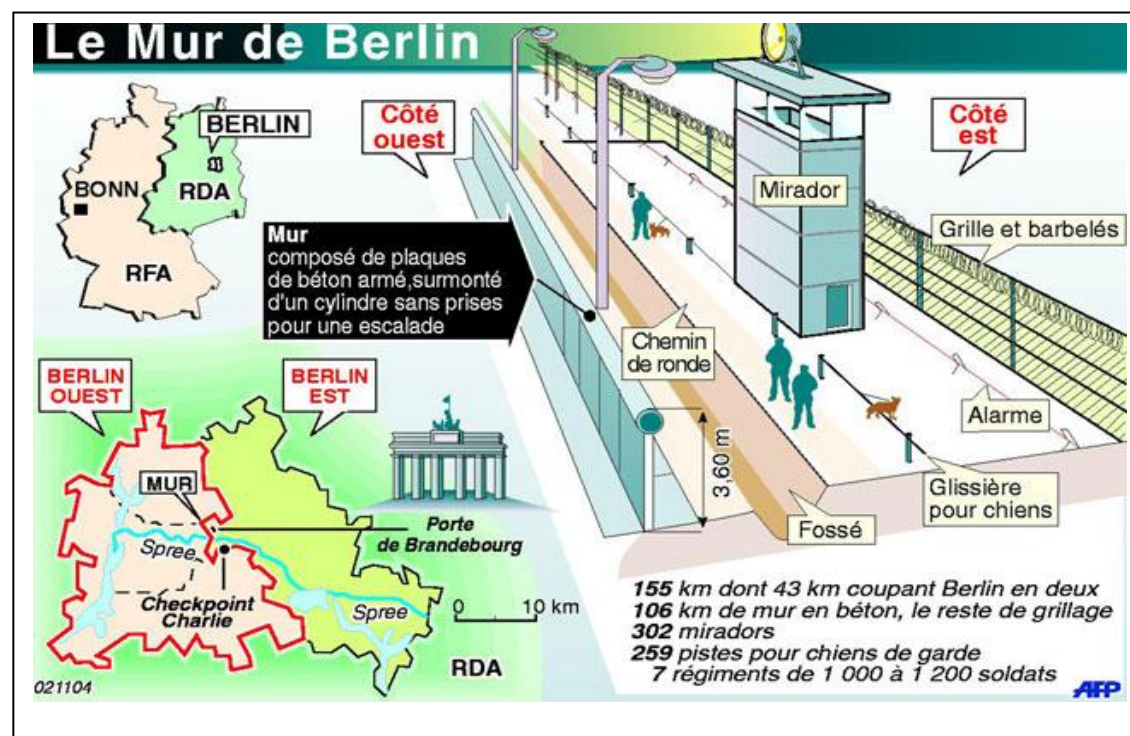 Le Mur de Berlin
BERLIN
BONN
RDA
RFA
Côté
ouest
Côté
est
Mirador
Grille et barbelés
Mur
composé de plaques
de béton armé,surmonté
d'un cylindre sans prises
pour une escalade
Chemin
de ronde
Alarme
3,60 m
Glissière
pour chiens
Fossé
BERLIN
OUEST
BERLIN
EST
MUR
Porte
de Brandebourg
Spree
Checkpoint
Charlie
Spree
0 10 km
RDA
155 km dont 43 km coupant Berlin en deux
106 km de mur en béton, le reste de grillage
302 miradors
259 pistes pour chiens de garde
7 régiments de 1 000 à 1 200 soldats
021104
AFP